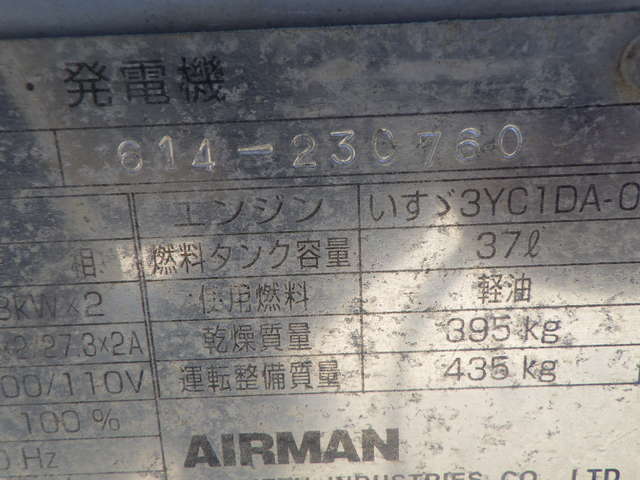 発電機
614-230760
エンジン いすゞ3YC1DA-0
相 燃料タンク容量 37ℓ
3KW×2 使用燃料 軽油
×2/27.3×2A 乾燥質量 395kg
00/110V 運転整備質量 435kg
100%
0Hz AIRMAN
INDUSTRIES CO., LTD